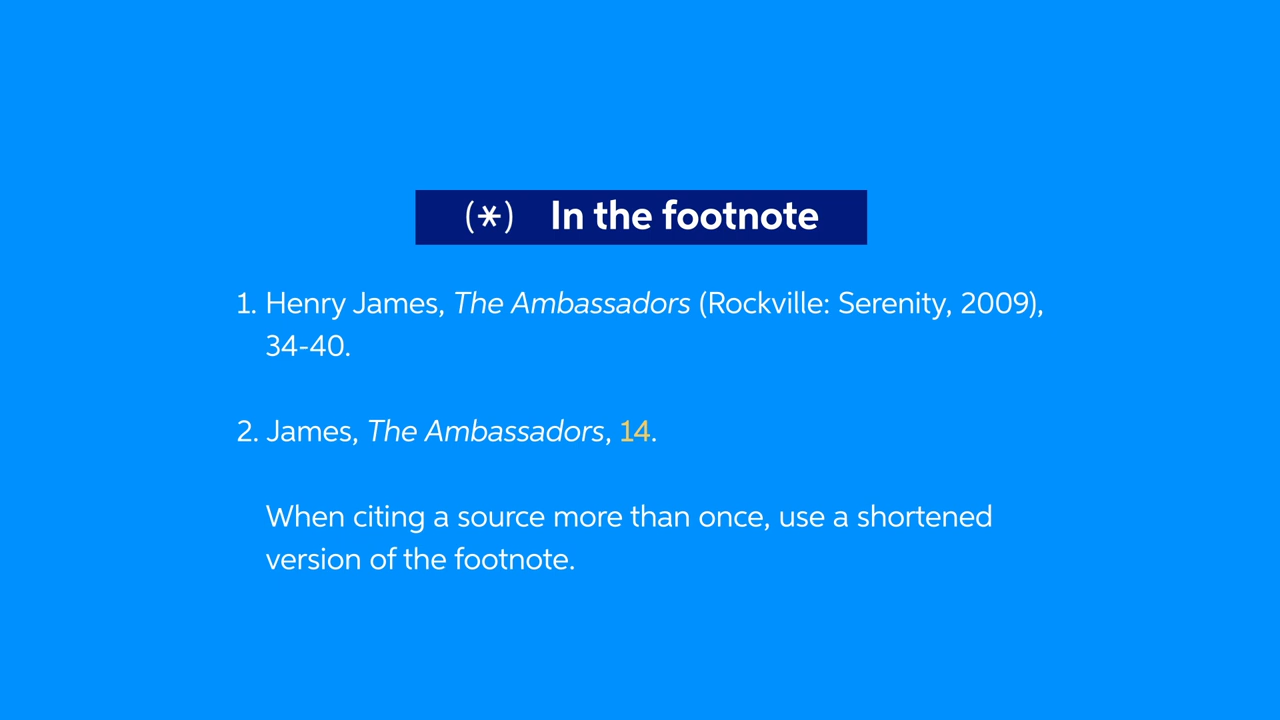 (*) In the footnote
1. Henry James, The Ambassadors (Rockville: Serenity, 2009),
34-40.
2. James, The Ambassadors, 14.
When citing a source more than once, use a shortened
version of the footnote.